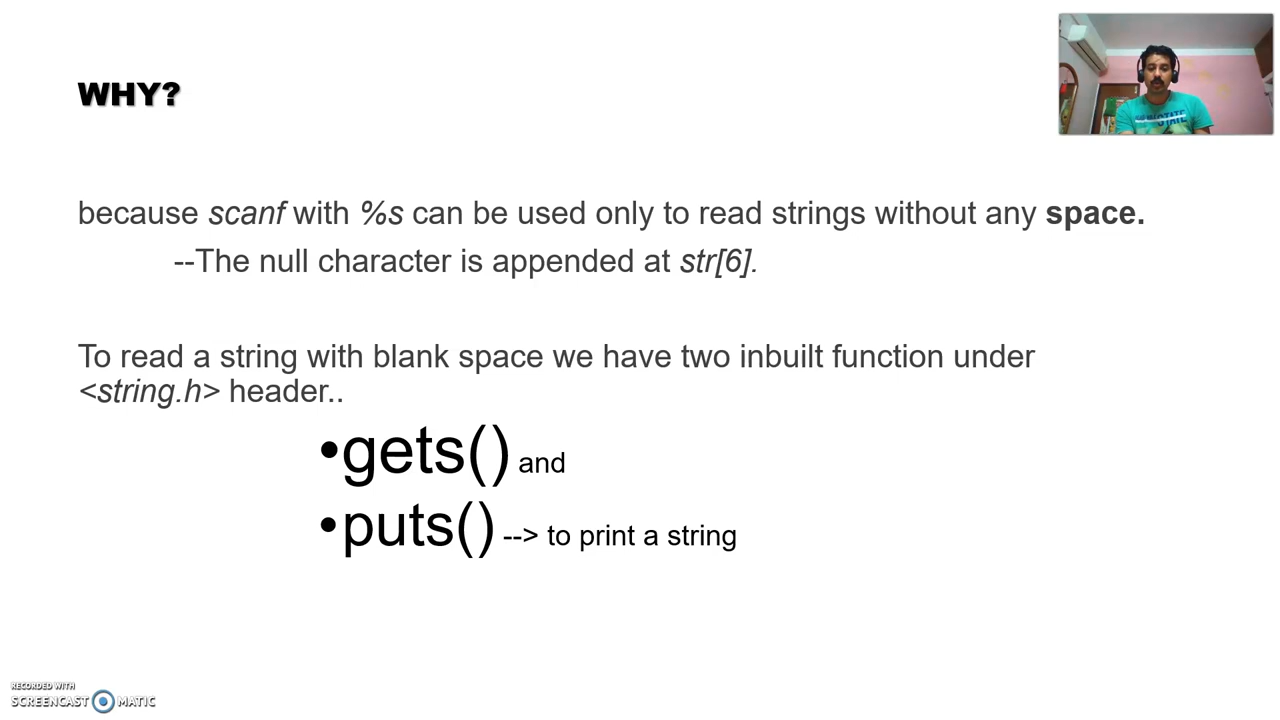 WHY?
because scanf with %s can be used only to read strings without any space.
--The null character is appended at str[6].
To read a string with blank space we have two inbuilt function under
<string.h> header..
•gets() and
•puts() --> to print a string
STATE
RECORDED WITH
SCREENCAST MATIC